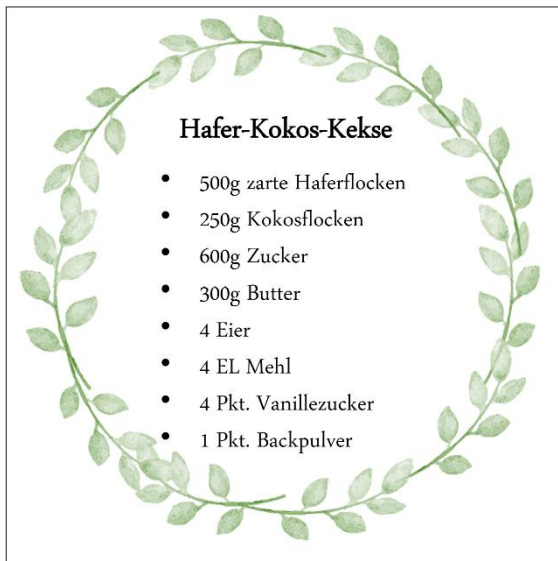 Hafer-Kokos-Kekse
• 500g zarte Haferflocken
• 250g Kokosflocken
• 600g Zucker
• 300g Butter
• 4 Eier
• 4 EL Mehl
• 4 Pkt. Vanillezucker
• 1 Pkt. Backpulver